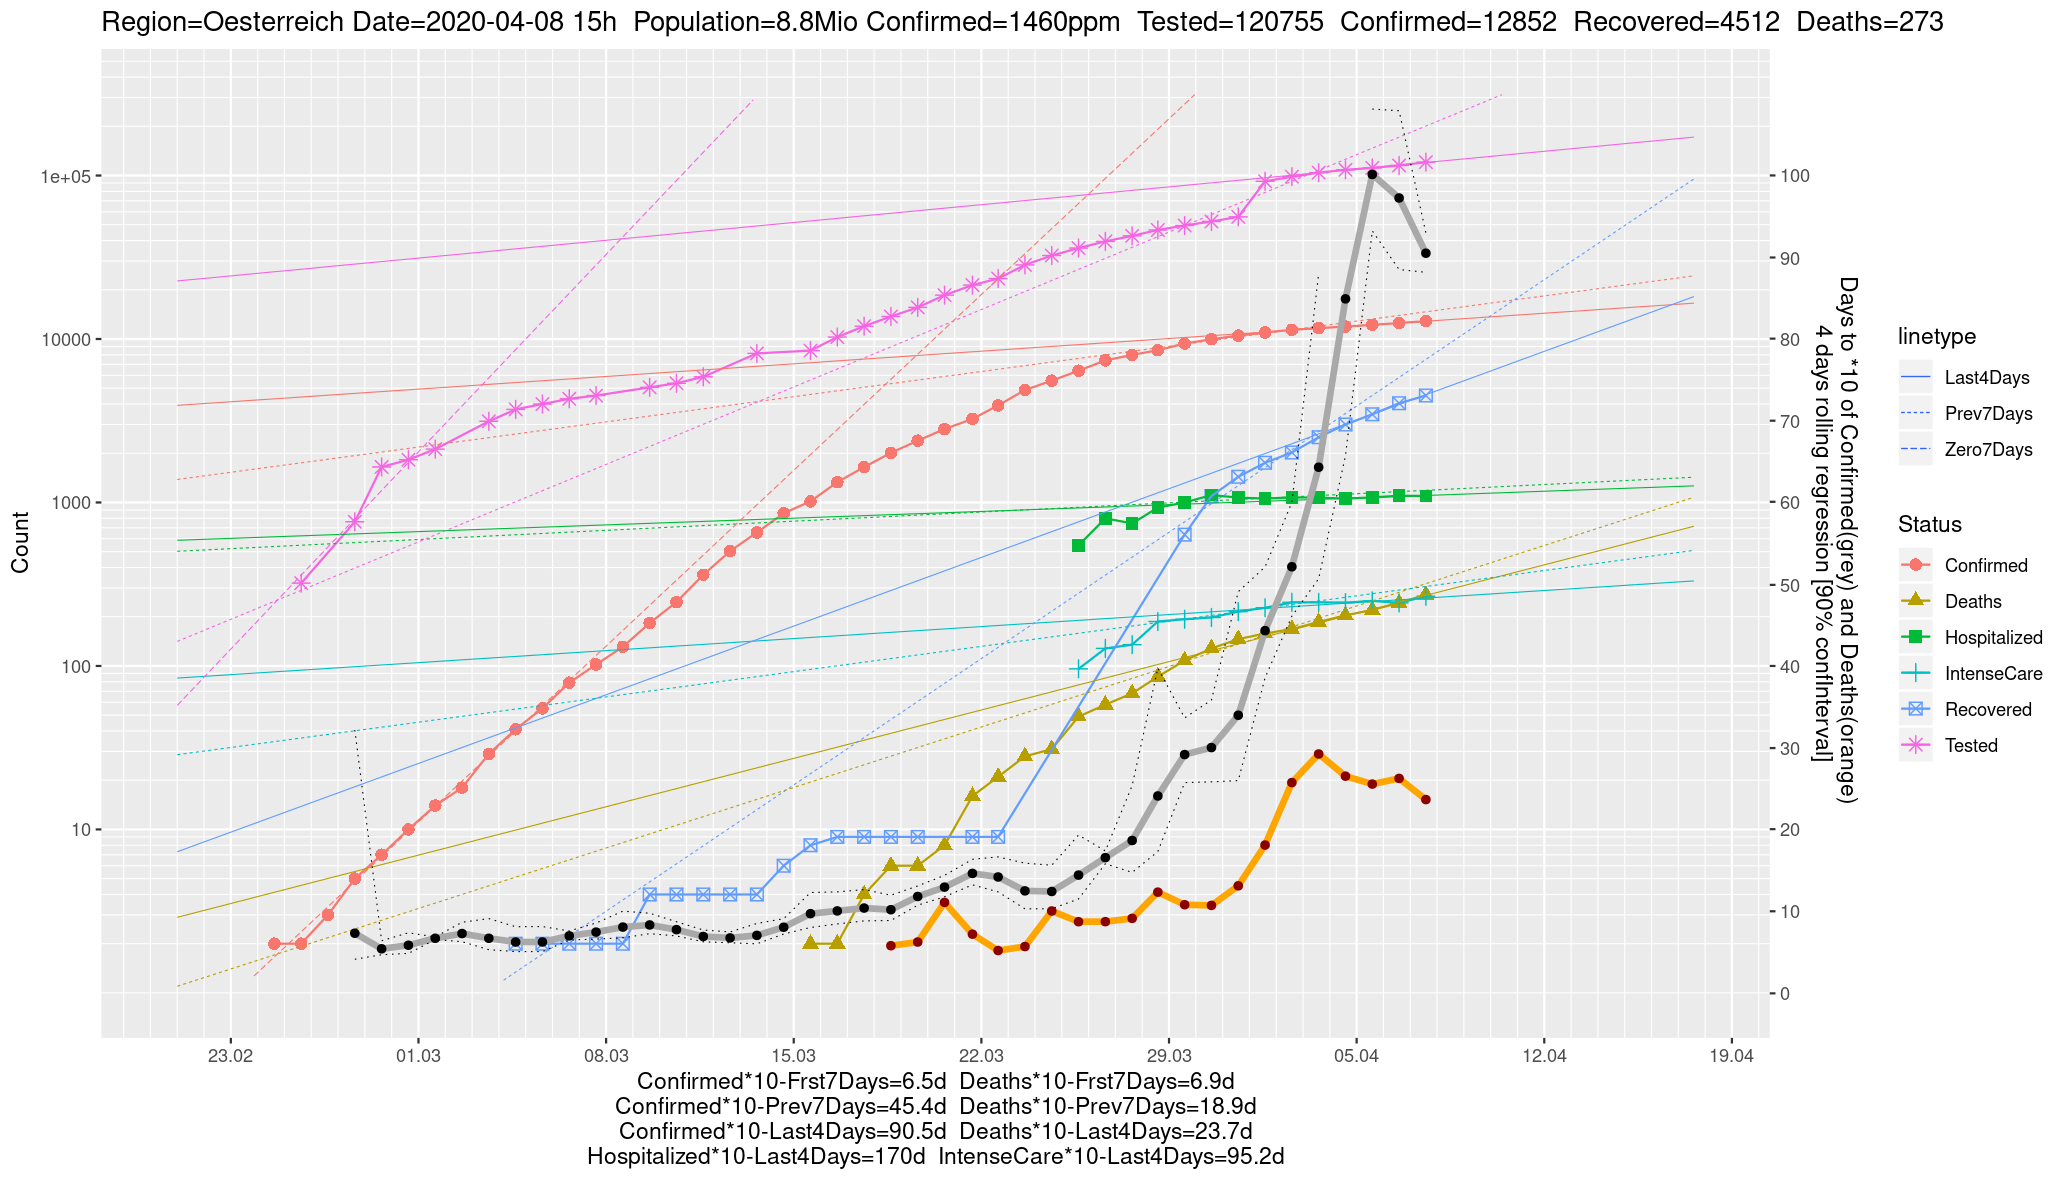 Region=Oesterreich Date=2020-04-08 15h  Population=8.8Mio Confirmed=1460ppm  Tested=120755  Confirmed=12852  Recovered=4512  Deaths=273
Count
1e+05
10000
1000
100
10
100
90
80
70
60
50
40
30
20
10
0
Days to *10 of Confirmed(grey) and Deaths(orange)
4 days rolling regression [90% confInterval]
linetype
Last4Days
Prev7Days
Zero7Days
Status
Confirmed
Deaths
Hospitalized
IntenseCare
Recovered
Tested
23.02
01.03
08.03
15.03
22.03
29.03
05.04
12.04
19.04
Confirmed*10-Frst7Days=6.5d  Deaths*10-Frst7Days=6.9d
Confirmed*10-Prev7Days=45.4d  Deaths*10-Prev7Days=18.9d
Confirmed*10-Last4Days=90.5d  Deaths*10-Last4Days=23.7d
Hospitalized*10-Last4Days=170d  IntenseCare*10-Last4Days=95.2d